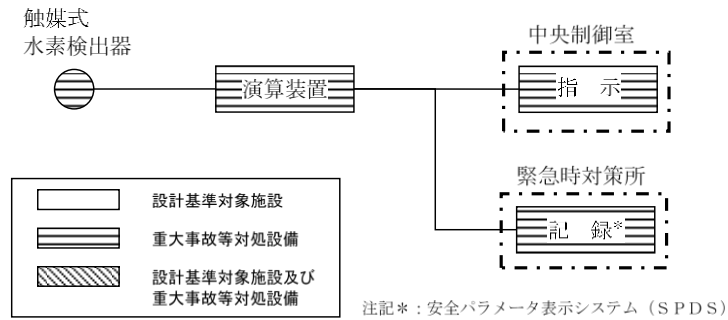 触媒式
水素検出器
中央制御室
演算装置
指　示
緊急時対策所
記　録*
設計基準対象施設
重大事故等対処設備
設計基準対象施設及び
重大事故等対処設備
注記＊：安全パラメータ表示システム（ＳＰＤＳ）